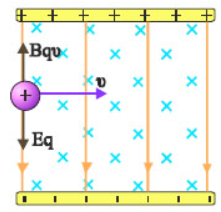 + + + + + + + +
Bqυ
+
υ
Eq
- - - - - - - -